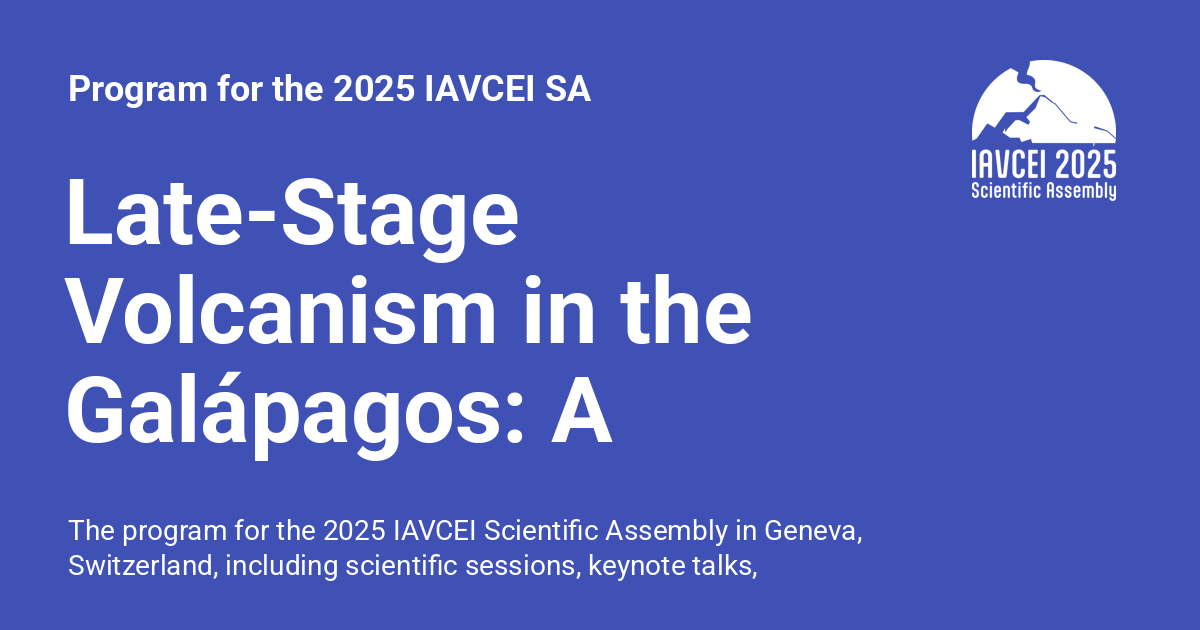 Program for the 2025 IAVCEI SA
IAVCEI 2025
Scientific Assembly
Late-Stage
Volcanism in the
Galápagos: A
The program for the 2025 IAVCEI Scientific Assembly in Geneva,
Switzerland, including scientific sessions, keynote talks,